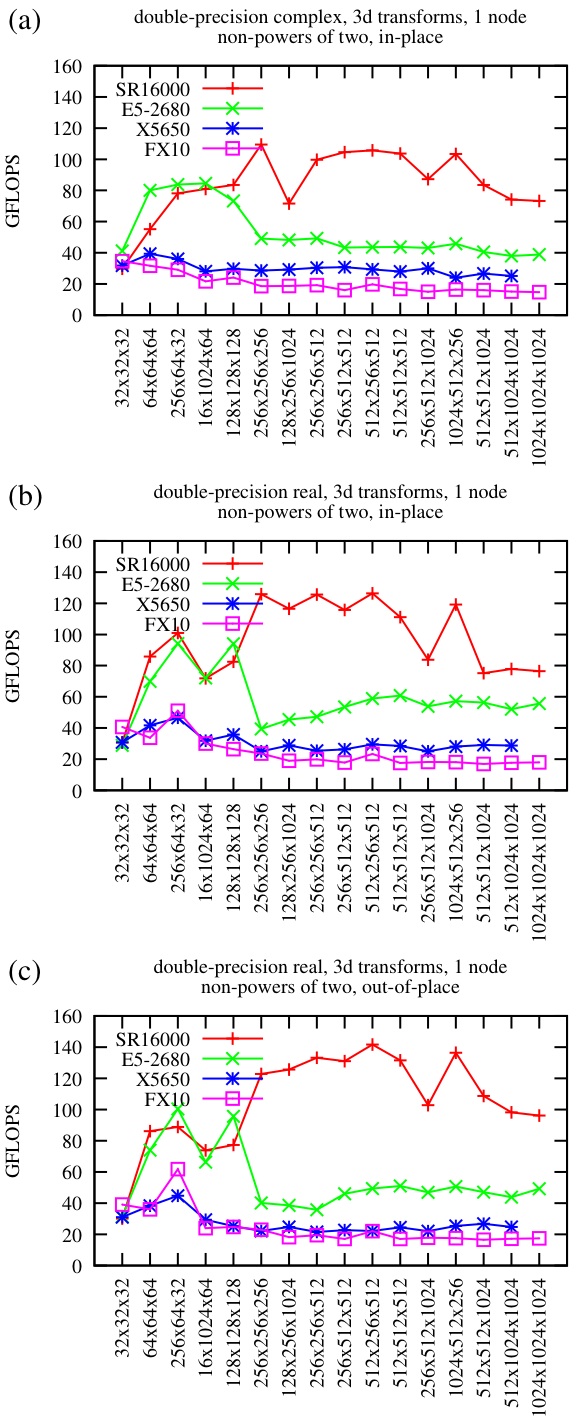 (a)
double-precision complex, 3d transforms, 1 node
non-powers of two, in-place
GFLOPS
160
140
120
100
80
60
40
20
0
SR16000
E5-2680
X5650
FX10
32x32x32
64x64x64
256x64x32
16x1024x64
128x128x128
256x256x256
128x256x1024
256x256x512
256x512x512
512x256x512
512x512x512
256x512x1024
1024x512x256
512x512x1024
512x1024x1024
1024x1024x1024
(b)
double-precision real, 3d transforms, 1 node
non-powers of two, in-place
GFLOPS
160
140
120
100
80
60
40
20
0
SR16000
E5-2680
X5650
FX10
32x32x32
64x64x64
256x64x32
16x1024x64
128x128x128
256x256x256
128x256x1024
256x256x512
256x512x512
512x256x512
512x512x512
256x512x1024
1024x512x256
512x512x1024
512x1024x1024
1024x1024x1024
(c)
double-precision real, 3d transforms, 1 node
non-powers of two, out-of-place
GFLOPS
160
140
120
100
80
60
40
20
0
SR16000
E5-2680
X5650
FX10
32x32x32
64x64x64
256x64x32
16x1024x64
128x128x128
256x256x256
128x256x1024
256x256x512
256x512x512
512x256x512
512x512x512
256x512x1024
1024x512x256
512x512x1024
512x1024x1024
1024x1024x1024